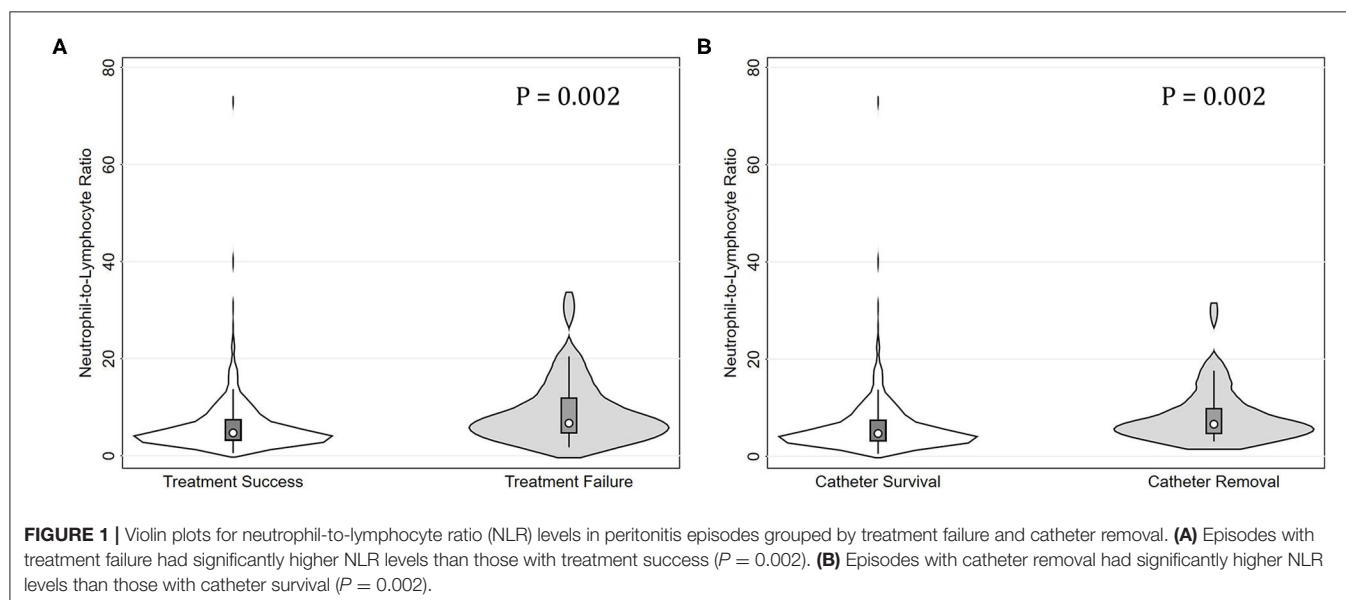 A
B
80
60
40
20
0
Neutrophil-to-Lymphocyte Ratio
P = 0.002
Treatment Success
Treatment Failure
80
60
40
20
0
Neutrophil-to-Lymphocyte Ratio
P = 0.002
Catheter Survival
Catheter Removal
FIGURE 1 | Violin plots for neutrophil-to-lymphocyte ratio (NLR) levels in peritonitis episodes grouped by treatment failure and catheter removal. (A) Episodes with
treatment failure had significantly higher NLR levels than those with treatment success (P = 0.002). (B) Episodes with catheter removal had significantly higher NLR
levels than those with catheter survival (P = 0.002).